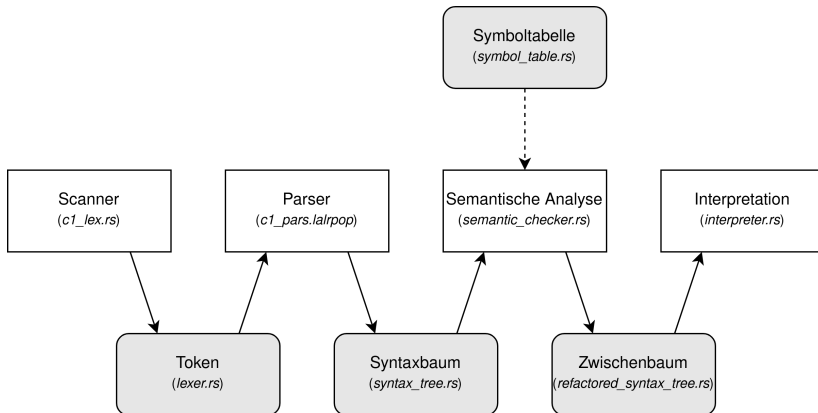 Symboltabelle
(symbol_table.rs)
Scanner
(c1_lex.rs)
Parser
(c1_pars.lalrpop)
Semantische Analyse
(semantic_checker.rs)
Interpretation
(interpreter.rs)
Token
(lexer.rs)
Syntaxbaum
(syntax_tree.rs)
Zwischenbaum
(refactored_syntax_tree.rs)